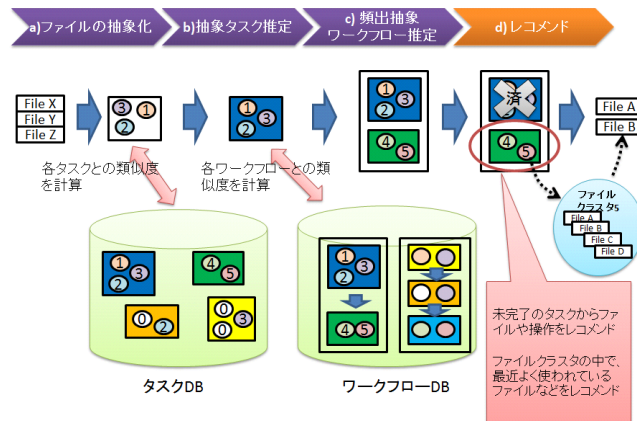 a)ファイルの抽象化
b)抽象タスク推定
c) 頻出抽象
ワークフロー推定
d)レコメンド
File X
File Y
File Z
3
1
2
1
3
2
1
3
2
4
5
済
4
5
File A
File B
各タスクとの類似度
を計算
各ワークフローとの類
似度を計算
ファイル
クラスタ5
File A
File B
File C
File D
1
3
2
4
5
0
2
0
0
3
タスクDB
1
3
2
4
5
ワークフローDB
未完了のタスクからファ
イルや操作をレコメンド
ファイルクラスタの中で、
最近よく使われている
ファイルなどをレコメンド